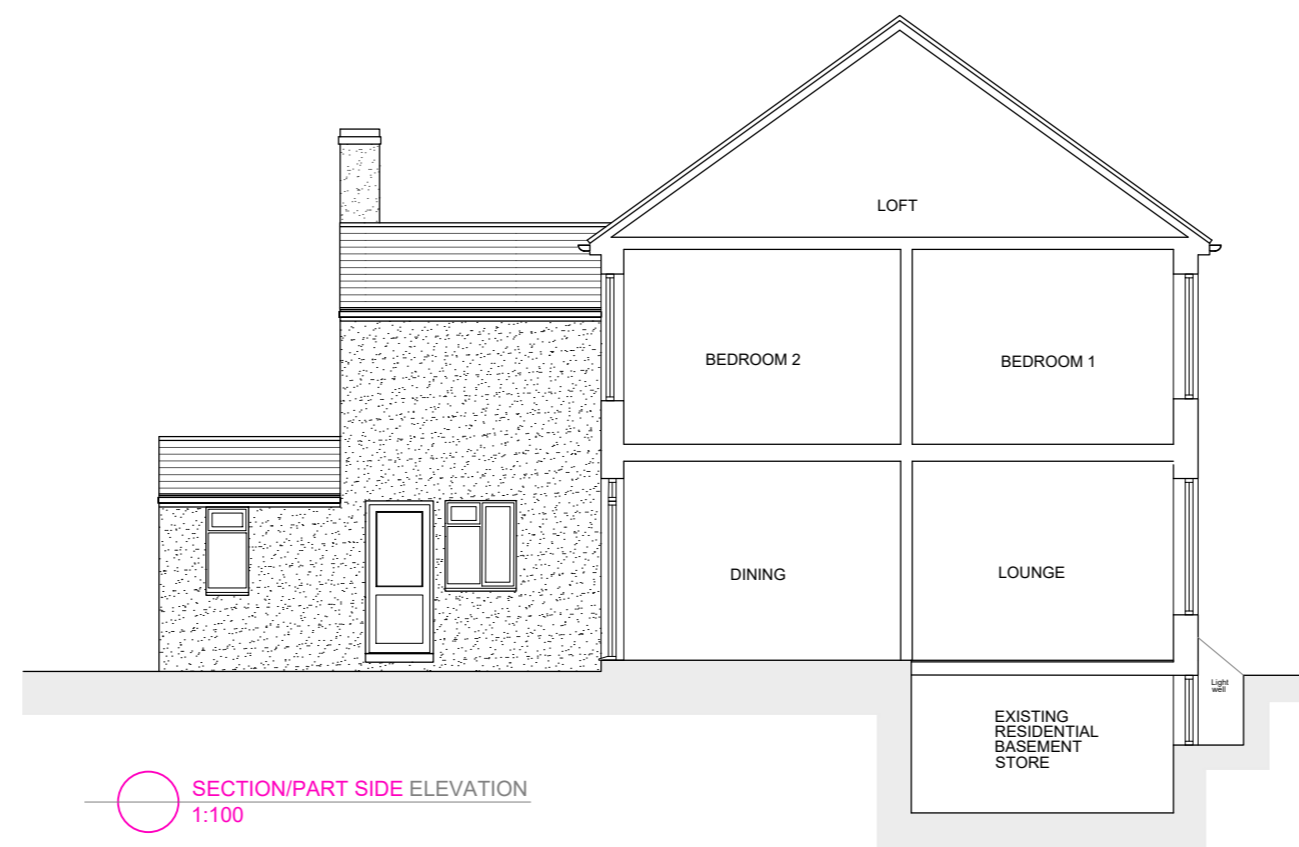 LOFT
BEDROOM 2
BEDROOM 1
DINING
LOUNGE
Light
well
EXISTING
RESIDENTIAL
BASEMENT
STORE
SECTION/PART SIDE ELEVATION
1:100